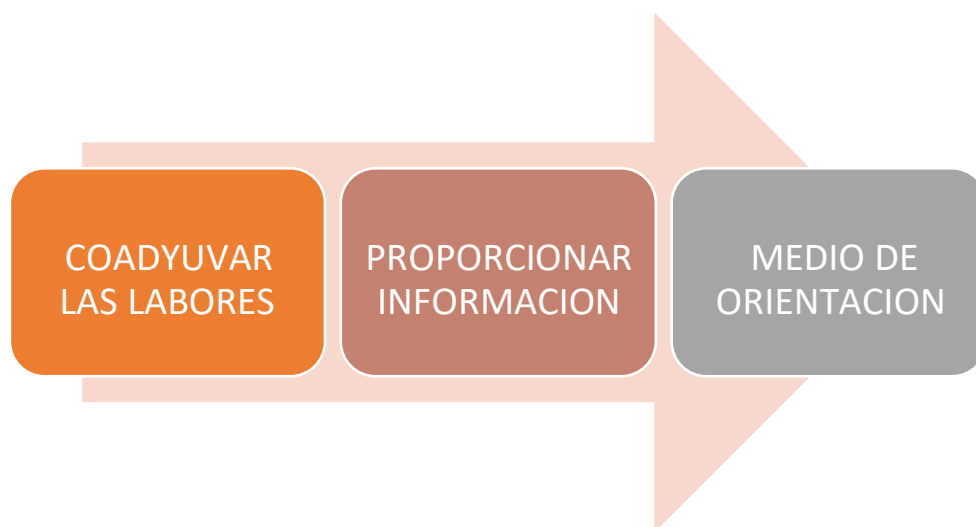 COADYUVAR
LAS LABORES
PROPORCIONAR
INFORMACION
MEDIO DE
ORIENTACION